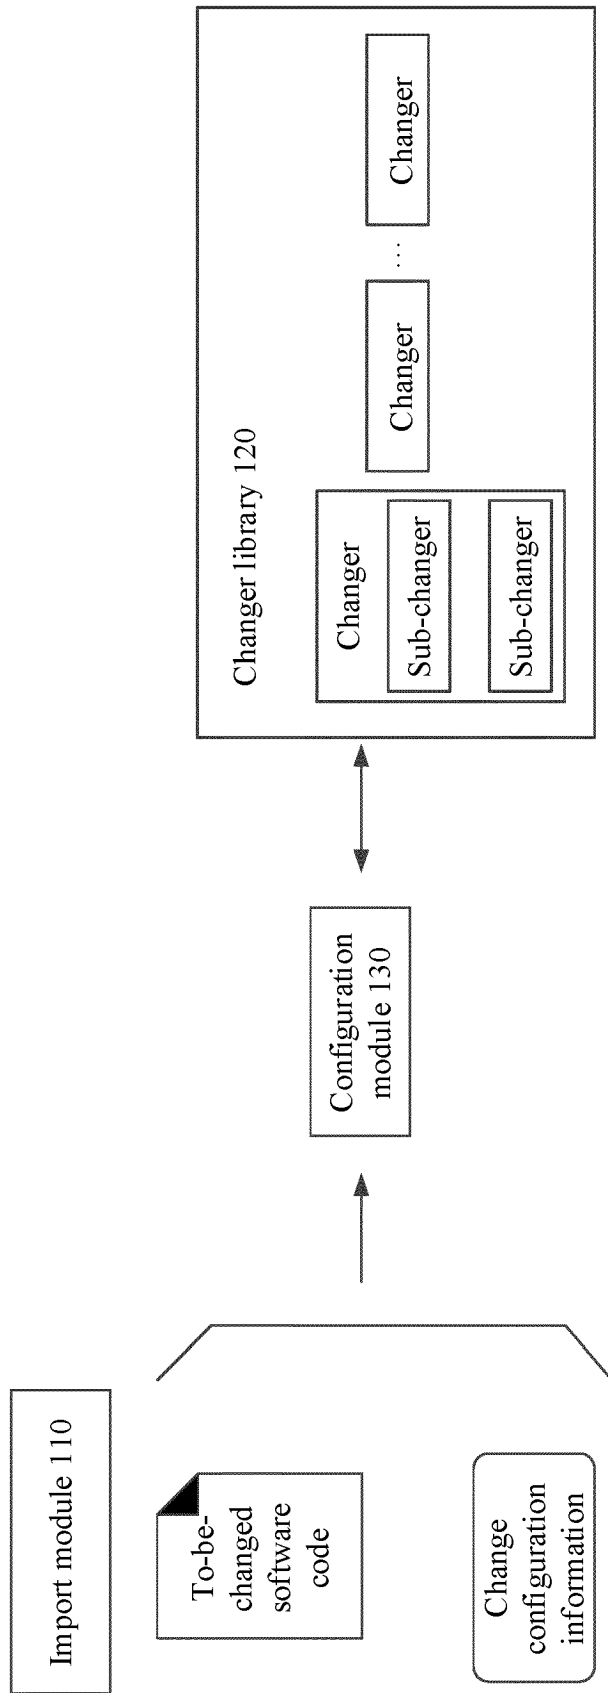 Import module 110
To-be-
changed
software
code
Change
configuration
information
Configuration
module 130
Changer library 120
Changer
Sub-changer
Sub-changer
Changer
...
Changer